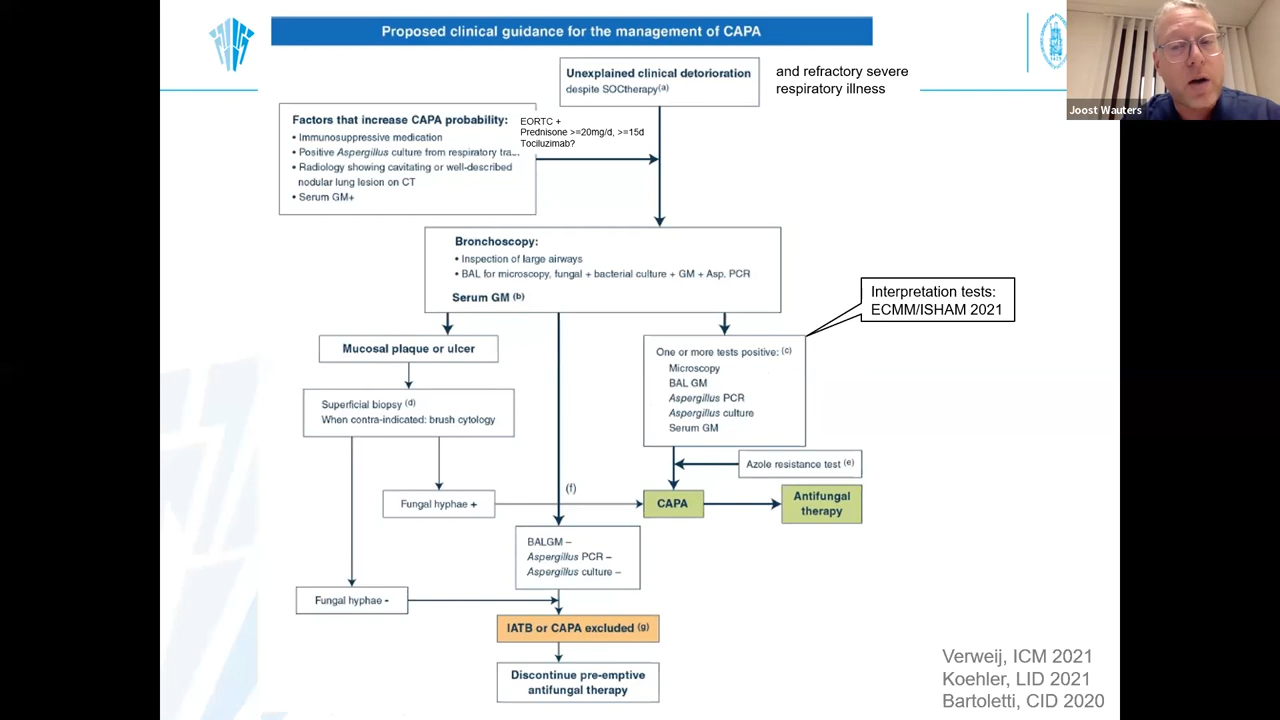 Proposed clinical guidance for the management of CAPA
Unexplained clinical detorioration
despite SOCtherapy(a)
and refractory severe
respiratory illness
Joost Wauters
Factors that increase CAPA probability:
• Immunosuppressive medication
• Positive Aspergillus culture from respiratory tra...
• Radiology showing cavitating or well-described
nodular lung lesion on CT
• Serum GM+
EORTC +
Prednisone >=20mg/d, >=15d
Tociluzimab?
Bronchoscopy:
• Inspection of large airways
• BAL for microscopy, fungal + bacterial culture + GM + Asp, PCR
Serum GM (b)
Interpretation tests:
ECMM/ISHAM 2021
Mucosal plaque or ulcer
One or more tests positive: (c)
Microscopy
BAL GM
Aspergillus PCR
Aspergillus culture
Serum GM
Superficial biopsy (d)
When contra-indicated: brush cytology
Azole resistance test (e)
(f)
Fungal hyphae +
CAPA
Antifungal
therapy
BALGM –
Aspergillus PCR –
Aspergillus culture –
Fungal hyphae -
IATB or CAPA excluded (g)
Discontinue pre-emptive
antifungal therapy
Verweij, ICM 2021
Koehler, LID 2021
Bartoletti, CID 2020